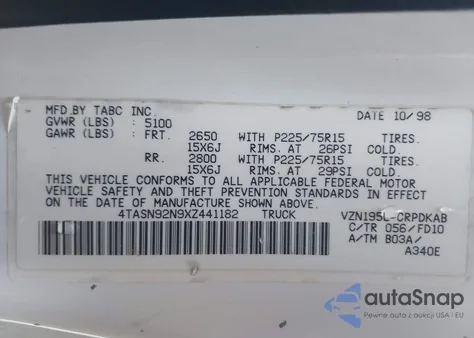 MFD.BY TABC INC. DATE 10/98
GVWR (LBS) : 5100
GAWR (LBS) : FRT. 2650 WITH P225/75R15 TIRES.
15X6J RIMS. AT 26PSI COLD.
RR. 2800 WITH P225/75R15 TIRES.
15X6J RIMS. AT 29PSI COLD.
THIS VEHICLE CONFORMS TO ALL APPLICABLE FEDERAL MOTOR
VEHICLE SAFETY AND THEFT PREVENTION STANDARDS IN EFFECT
ON THE DATE OF MANUFACTURE SHOWN ABOVE.
4TASN92N9XZ441182 TRUCK VZN195L-CRPDKAB
C/TR 056/FD10
A/TM B03A/
A340E
autoSnap
Pewne auta z aukcji USA i EU